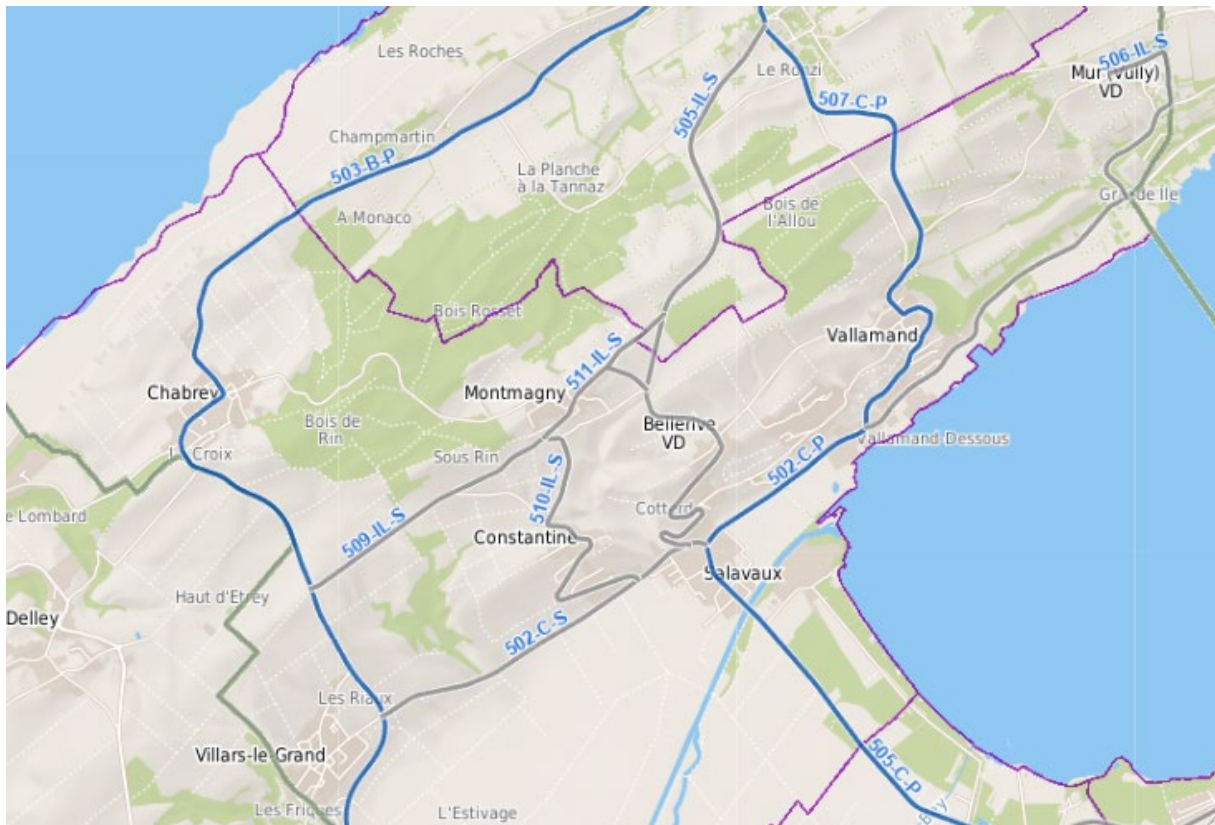 Les Roches
Le Ronzi
506-IL-S
Mur (Vully)
VD
507-C-P
505-IL-S
Champmartin
503-B-P
La Planche
à la Tannaz
Grande Ile
Bois de
l'Allou
A Monaco
Bois Rosset
Vallamand
511-IL-S
Chabrey
Montmagny
Bois de
Rin
Bellerive
VD
Vallamand Dessous
La Croix
Sous Rin
502-C-P
510-IL-S
Cotterd
e Lombard
509-IL-S
Constantine
Salavaux
Haut d'Etrey
Delley
502-C-S
Les Riaux
Villars-le-Grand
505-C-P
Les Friques
L'Estivage